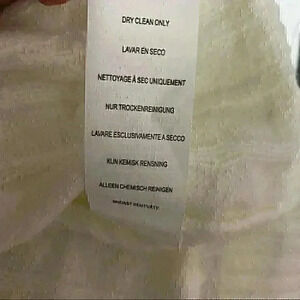 DRY CLEAN ONLY
LAVAR EN SECO
NETTOYAGE À SEC UNIQUEMENT
NUR TROCKENREINIGUNG
LAVARE ESCLUSIVAMENTE A SECCO
KUN KEMISK RENSNING
ALLEEN CHEMISCH REINIGEN